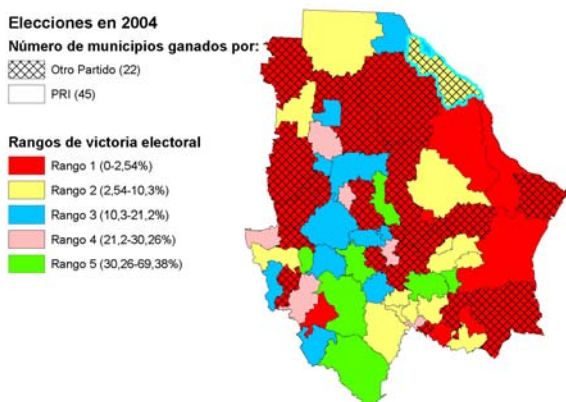 Elecciones en 2004
Número de municipios ganados por:
Otro Partido (22)
PRI (45)
Rangos de victoria electoral
Rango 1 (0-2,54%)
Rango 2 (2,54-10,3%)
Rango 3 (10,3-21,2%)
Rango 4 (21,2-30,26%)
Rango 5 (30,26-69,38%)